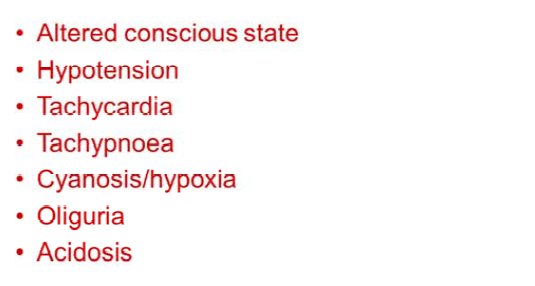 • Altered conscious state
• Hypotension
• Tachycardia
• Tachypnoea
• Cyanosis/hypoxia
• Oliguria
• Acidosis